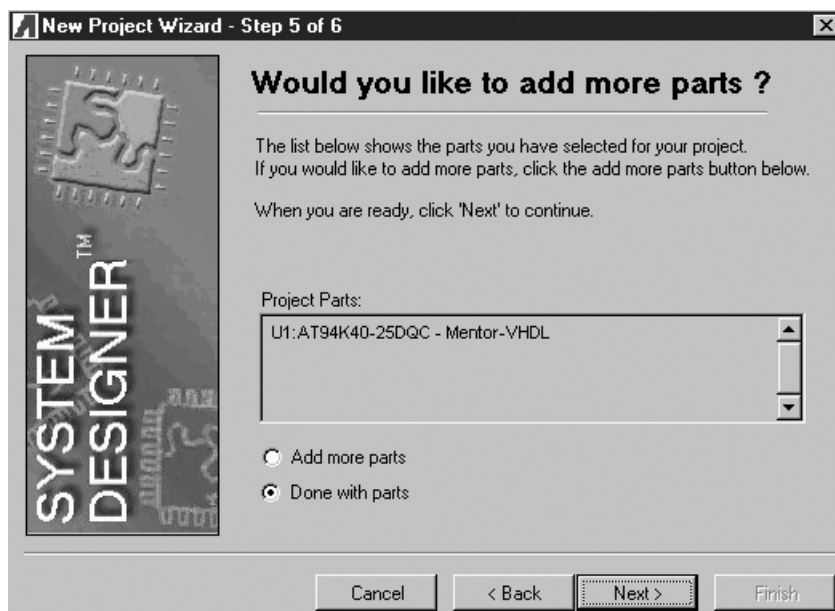 New Project Wizard - Step 5 of 6
Would you like to add more parts ?
The list below shows the parts you have selected for your project.
If you would like to add more parts, click the add more parts button below.
When you are ready, click 'Next' to continue.
SYSTEM
DESIGNER™
Project Parts:
U1:AT94K40-25DQC - Mentor-VHDL
Add more parts
Done with parts
Cancel
< Back
Next >
Finish